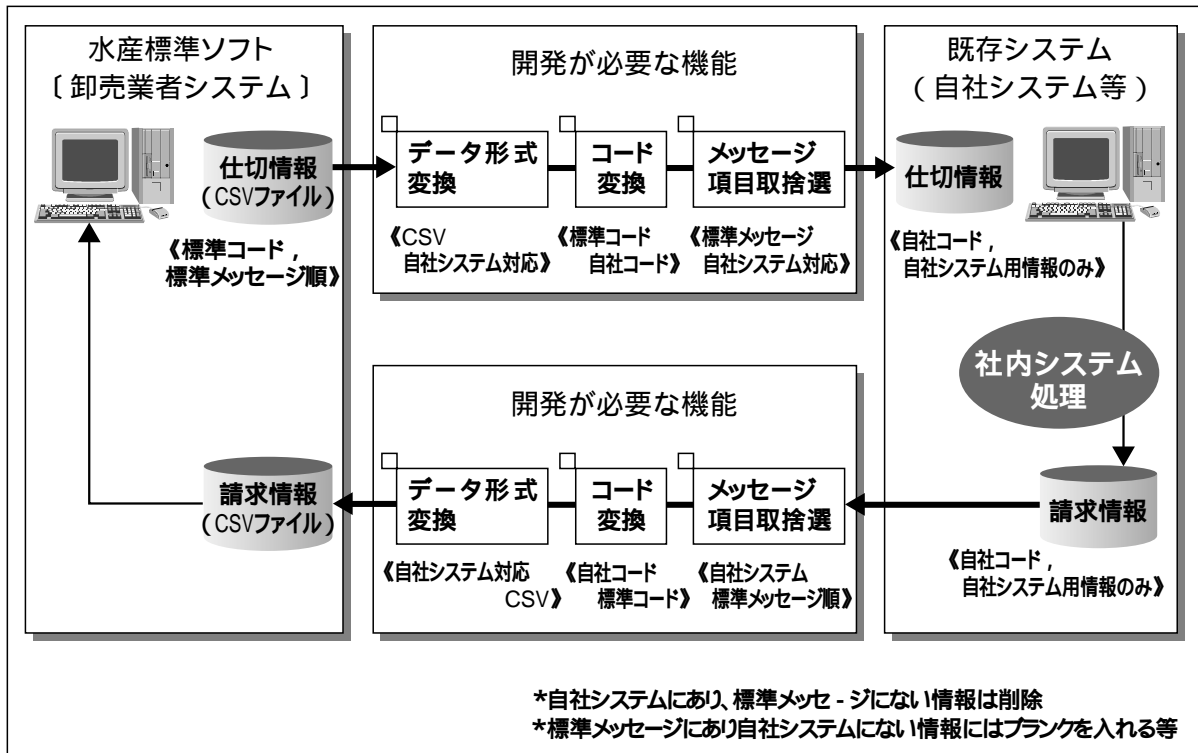 水産標準ソフト
〔卸売業者システム〕
仕切情報
(CSVファイル)
《標準コード，
標準メッセージ順》
開発が必要な機能
データ形式
変換
コード
変換
メッセージ
項目取捨選
《CSV
自社システム対応》
《標準コード
自社コード》
《標準メッセージ
自社システム対応》
既存システム
(自社システム等)
仕切情報
《自社コード，
自社システム用情報のみ》
社内システム
処理
請求情報
《自社コード，
自社システム用情報のみ》
開発が必要な機能
データ形式
変換
コード
変換
メッセージ
項目取捨選
《自社システム対応
CSV》
《自社コード
標準コード》
《自社システム
標準メッセージ順》
請求情報
(CSVファイル)
*自社システムにあり、標準メッセ-ジにない情報は削除
*標準メッセージにあり自社システムにない情報にはブランクを入れる等